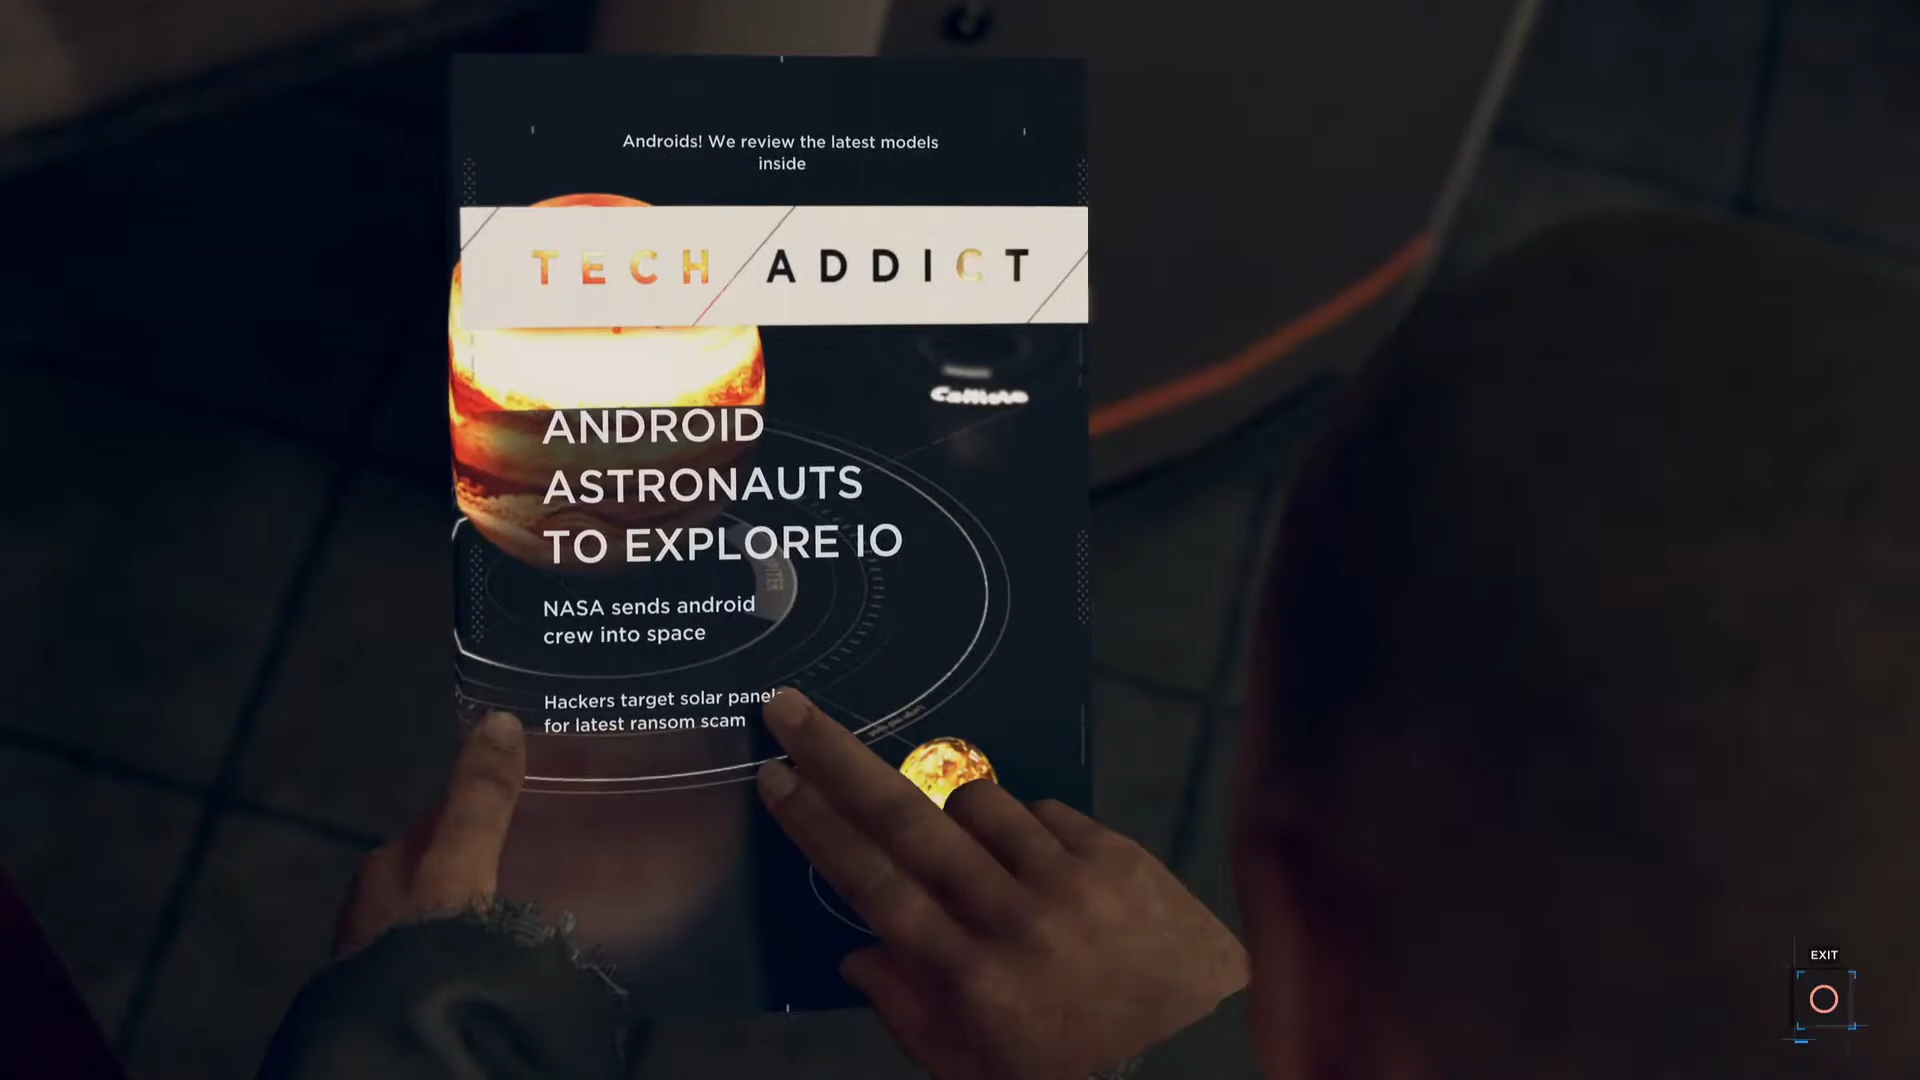 Androids! We review the latest models
inside
TECH ADDICT
ANDROID
ASTRONAUTS
TO EXPLORE IO
NASA sends android
crew into space
Hackers target solar panels
for latest ransom scam
EXIT